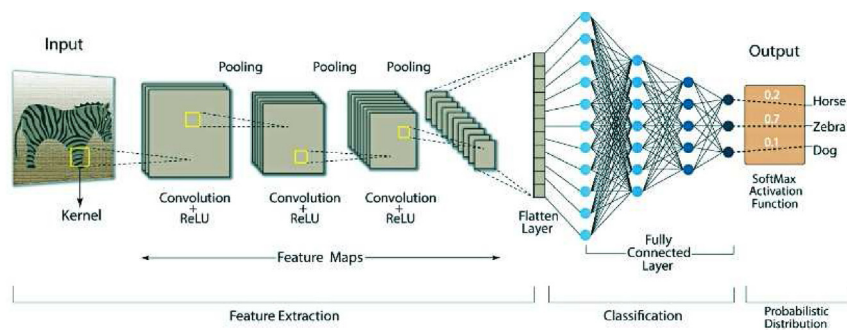 Input
Output
Pooling
Pooling
Pooling
0.2
Horse
0.7
Zebra
0.1
Dog
Kernel
Convolution
+
ReLU
Convolution
+
ReLU
Convolution
+
ReLU
Flatten
Layer
SoftMax
Activation
Function
Fully
Connected
Layer
Feature Maps
Feature Extraction
Classification
Probabilistic
Distribution